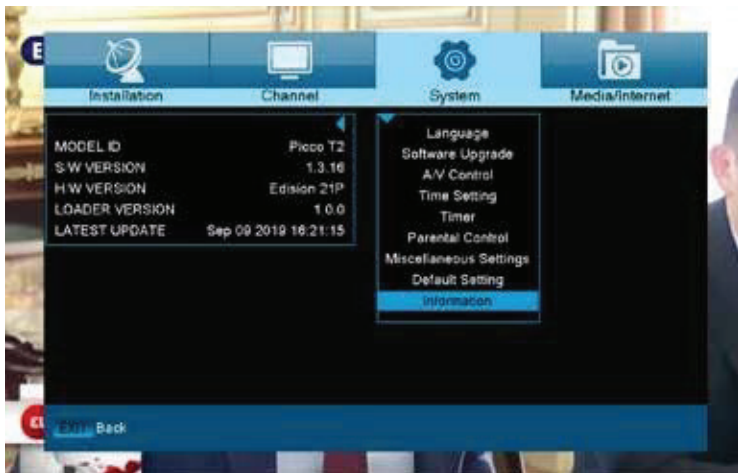 Installation
Channel
System
Media/Internet
MODEL ID Picco T2
S/W VERSION 1.3.16
H/W VERSION Edision 21P
LOADER VERSION 1.0.0
LATEST UPDATE Sep 09 2019 16:21:15
Language
Software Upgrade
A/V Control
Time Setting
Timer
Parental Control
Miscellaneous Settings
Default Setting
Information
EXIT Back